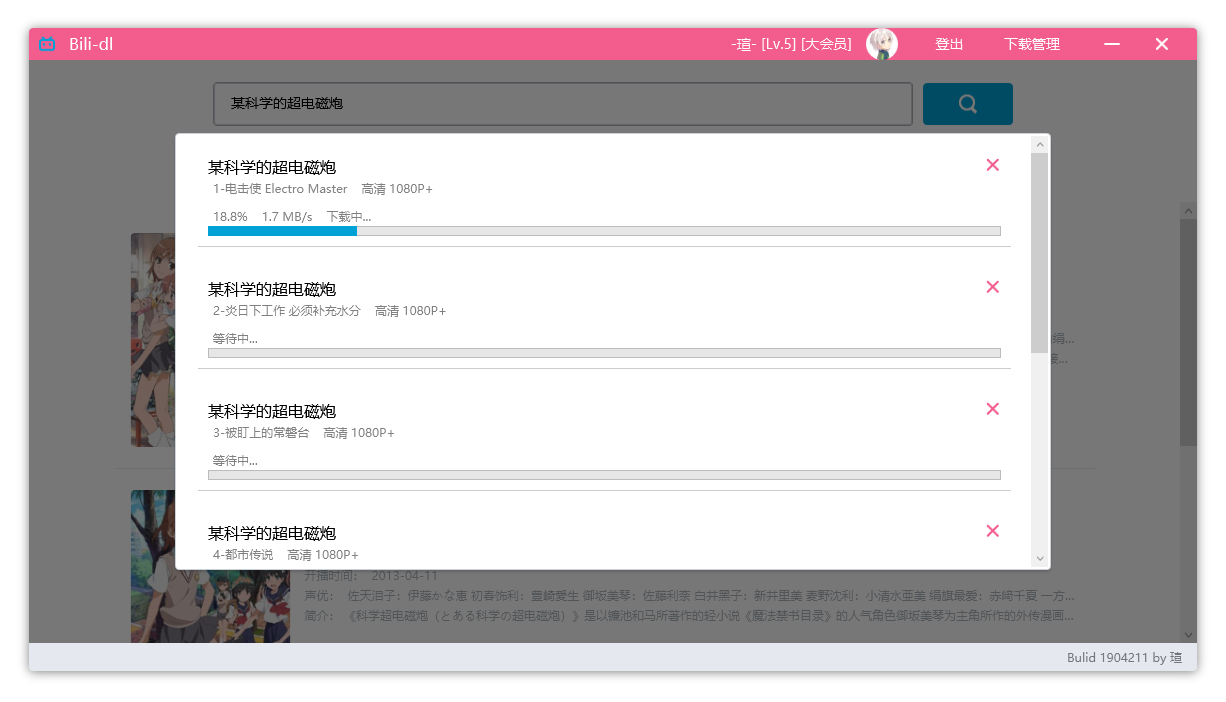 Bili-dl
-瑄- [Lv.5] [大会员]
登出
下载管理
某科学的超电磁炮
某科学的超电磁炮
1-电击使 Electro Master 高清 1080P+
18.8% 1.7 MB/s 下载中...
某科学的超电磁炮
2-炎日下工作 必须补充水分 高清 1080P+
等待中...
某科学的超电磁炮
3-被盯上的常磐台 高清 1080P+
等待中...
某科学的超电磁炮
4-都市传说 高清 1080P+
绢...
接...
开播时间： 2013-04-11
声优： 佐天泪子：伊藤かな恵 初春饰利：豊崎愛生 御坂美琴：佐藤利奈 白井黑子：新井里美 麦野沈利：小清水亜美 绢旗最爱：赤崎千夏 一方...
简介： 《科学超电磁炮（とある科学の超电磁炮）》是以镰池和马所著作的轻小说《魔法禁书目录》的人气角色御坂美琴为主角所作的外传漫画...
Bulid 1904211 by 瑄